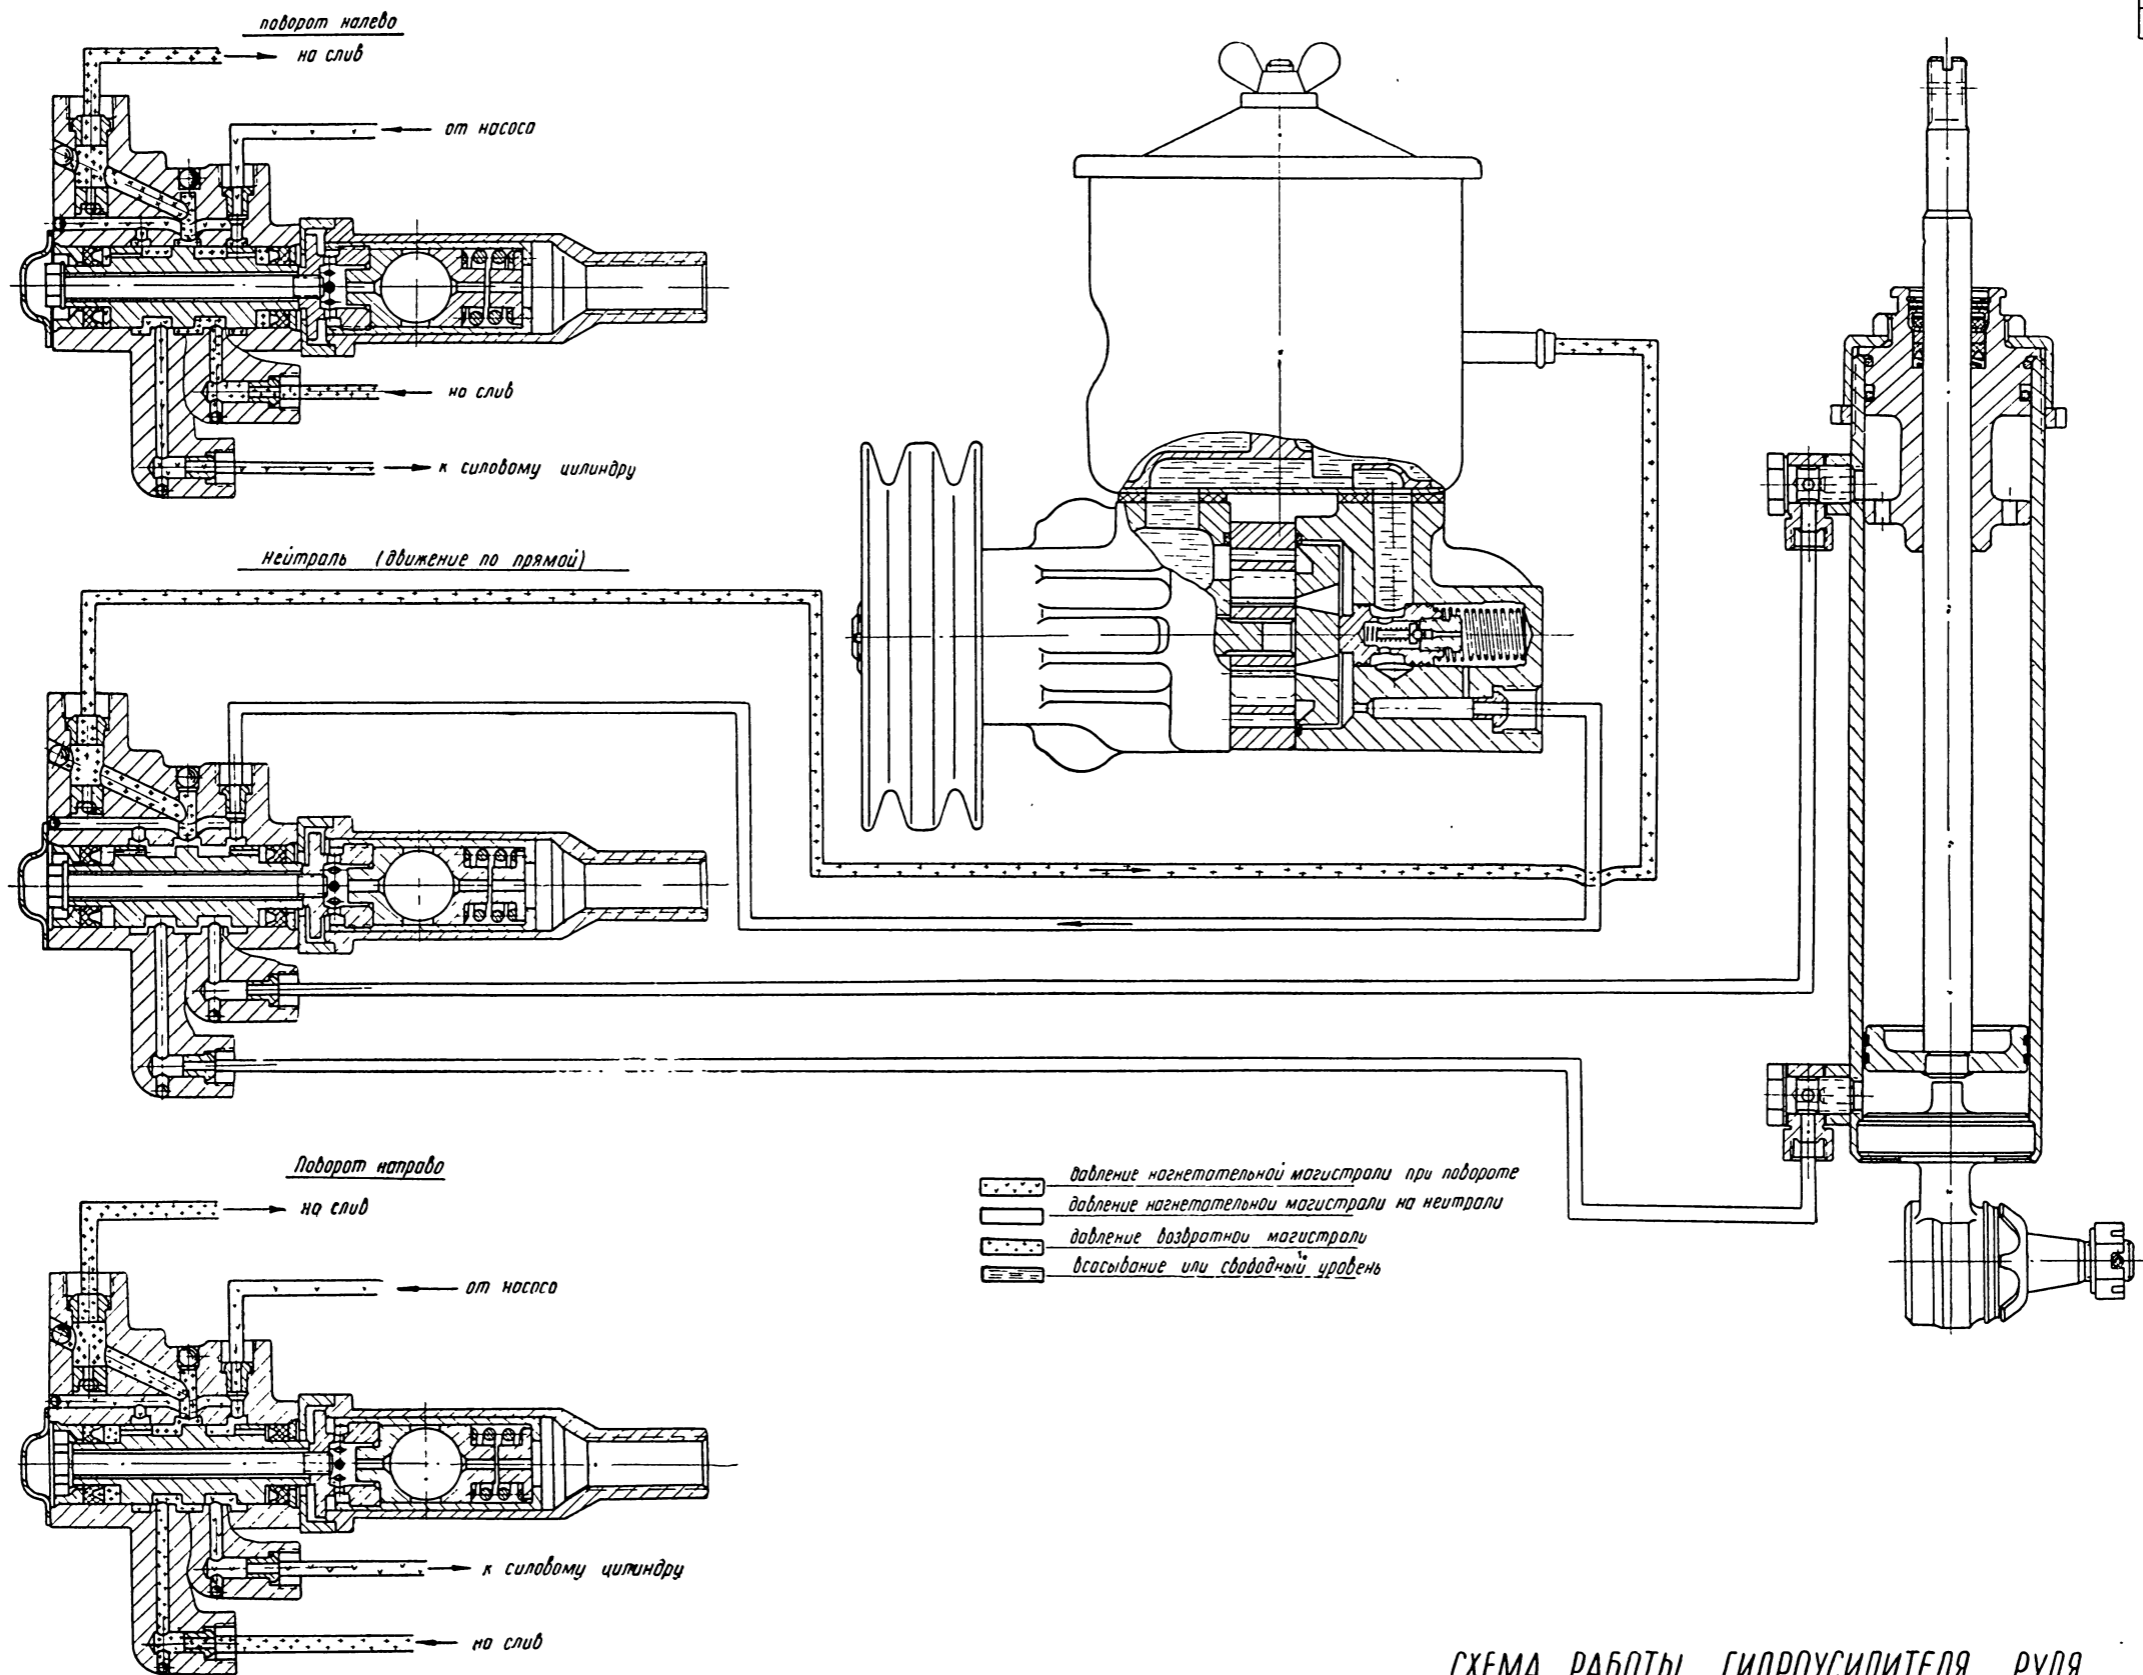 поворот налево
на слив
от насоса
на слив
к силовому цилиндру
нейтраль (движение по прямой)
Поворот направо
на слив
от насоса
к силовому цилиндру
на слив
давление нагнетательной магистрали при повороте
давление нагнетательной магистрали на нейтрали
давление возвратной магистрали
всасывание или свободный уровень
СХЕМА РАБОТЫ ГИДРОУСИЛИТЕЛЯ РУЛЯ